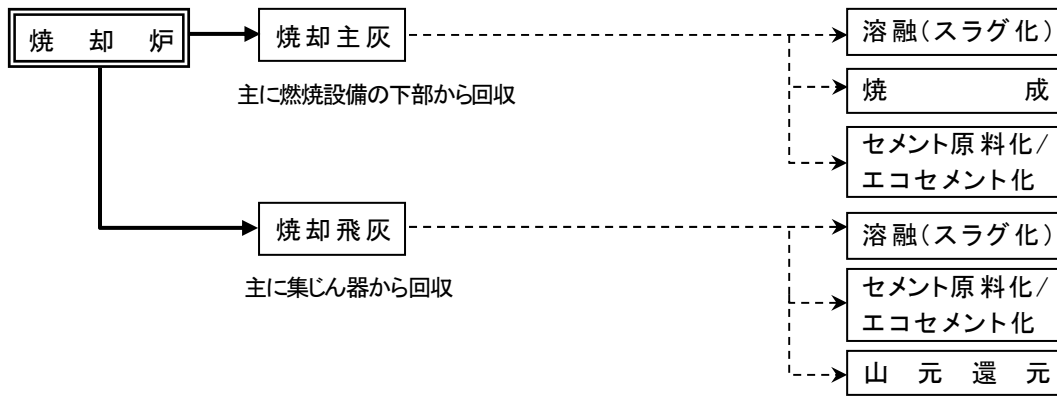 焼却炉
焼却主灰
主に燃焼設備の下部から回収
溶融(スラグ化)
焼成
セメント原料化/
エコセメント化
焼却飛灰
主に集じん器から回収
溶融(スラグ化)
セメント原料化/
エコセメント化
山元還元